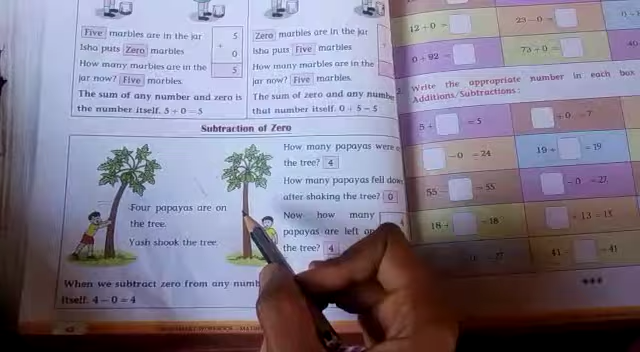 Five marbles are in the jar
Isha puts Zero marbles
How many marbles are in the
jar now? Five marbles.
The sum of any number and zero is
the number itself. 5 + 0 = 5
5
+
0
5
Zero marbles are in the jar
Isha puts Five marbles
How many marbles are in the
jar now? Five marbles.
The sum of zero and any number
that number itself. 0 + 5 = 5
Subtraction of Zero
Four papayas are on
the tree.
Yash shook the tree.
How many papayas were
the tree? 4
How many papayas fell down
after shaking the tree? 0
Now how many
papayas are left
the tree? 4
4
When we subtract zero from any numb
itself. 4 − 0 = 4
12 + 0 =
23 − 0 =
0 + 92 =
73 + 0 =
40
Write the appropriate number in each box
Additions/Subtractions :
5 + = 5
+ 0 = 7
− 0 = 24
19 + = 19
55 − = 55
− 0 = 27
18 + = 18
+ 13 = 13
41 − = 41